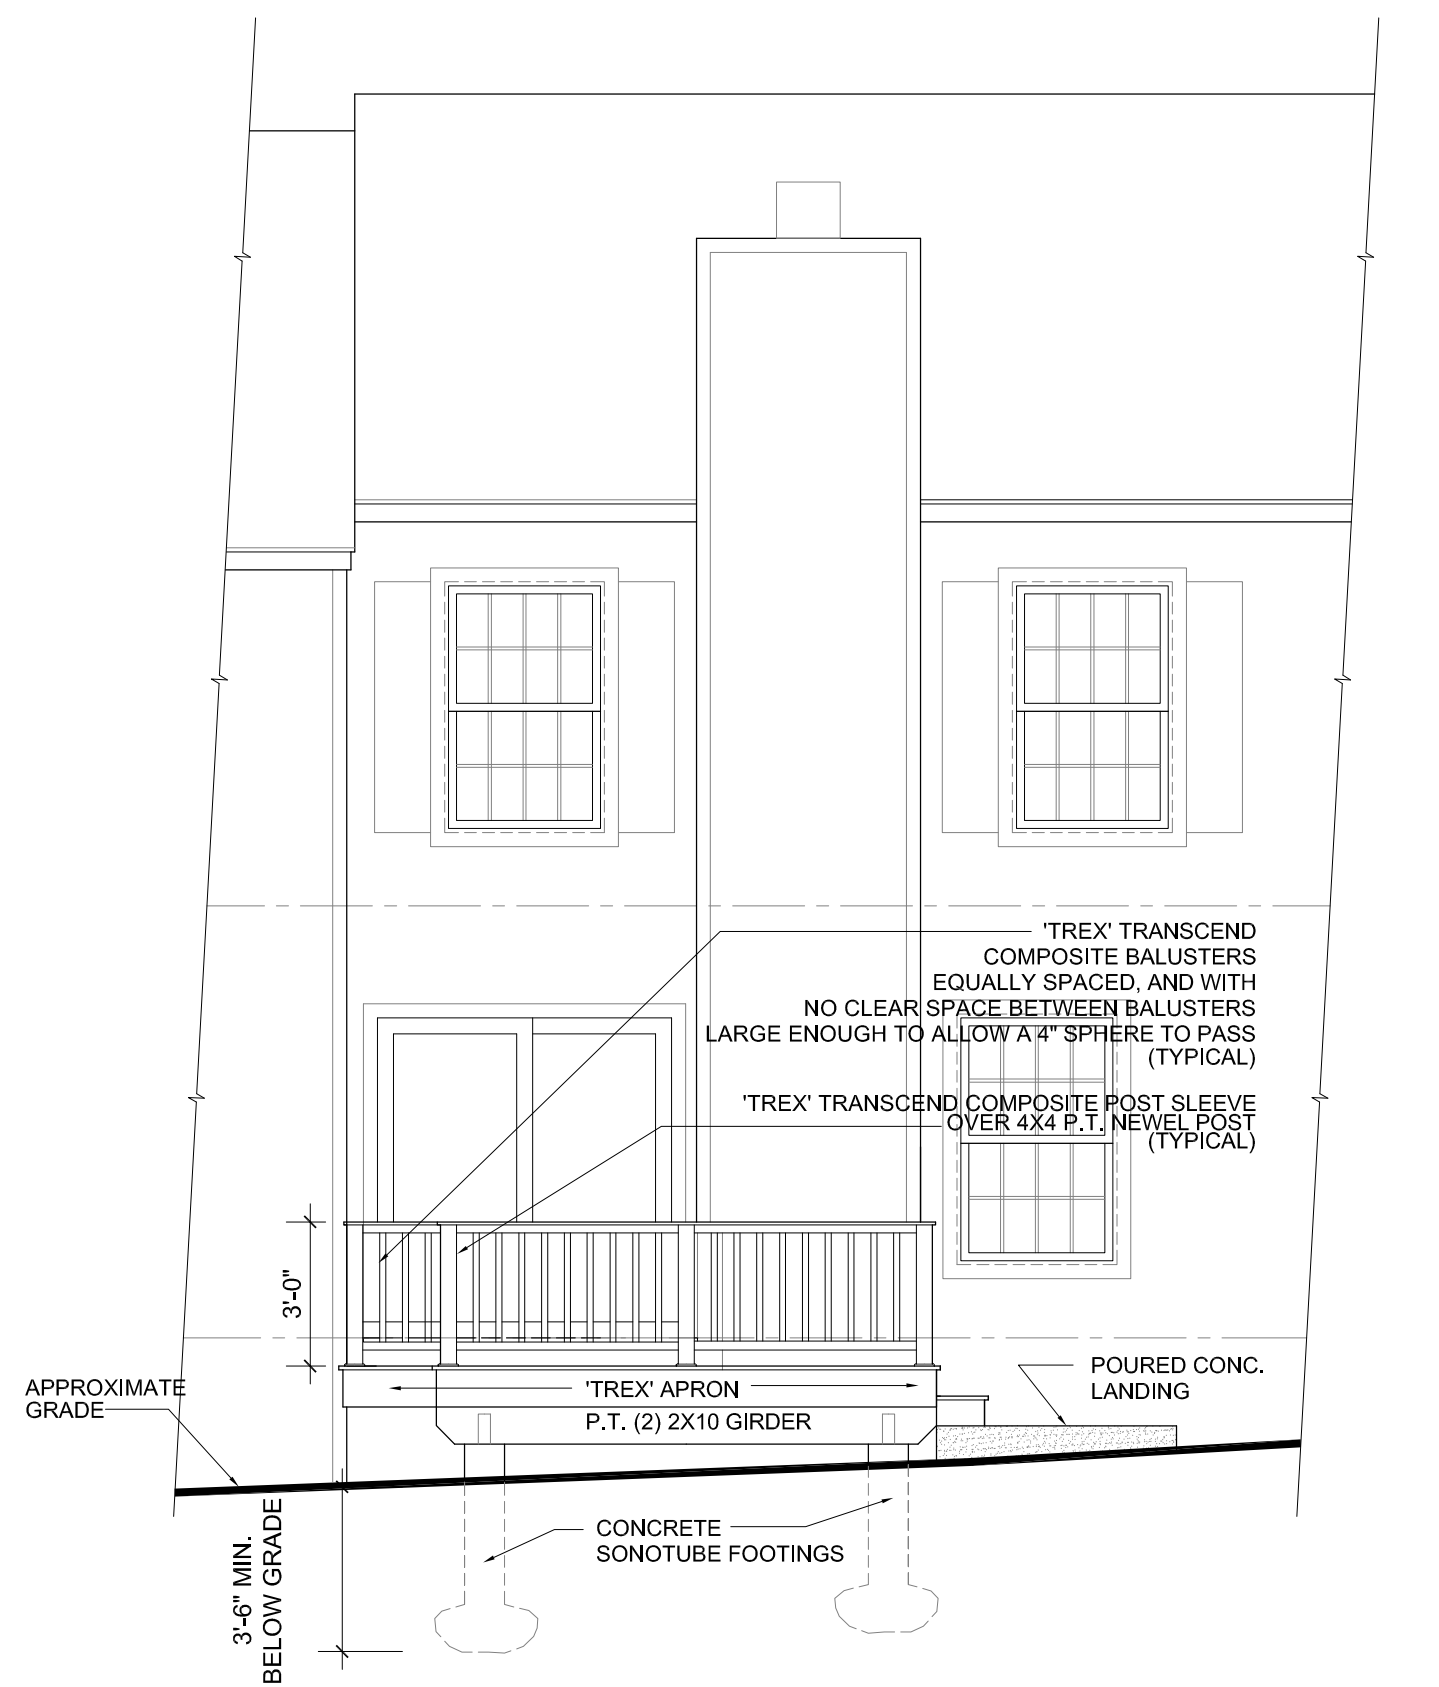 'TREX' TRANSCEND
COMPOSITE BALUSTERS
EQUALLY SPACED, AND WITH
NO CLEAR SPACE BETWEEN BALUSTERS
LARGE ENOUGH TO ALLOW A 4" SPHERE TO PASS
(TYPICAL)
'TREX' TRANSCEND COMPOSITE POST SLEEVE
OVER 4X4 P.T. NEWEL POST
(TYPICAL)
3'-0"
APPROXIMATE
GRADE
'TREX' APRON
P.T. (2) 2X10 GIRDER
POURED CONC.
LANDING
3'-6" MIN.
BELOW GRADE
CONCRETE
SONOTUBE FOOTINGS